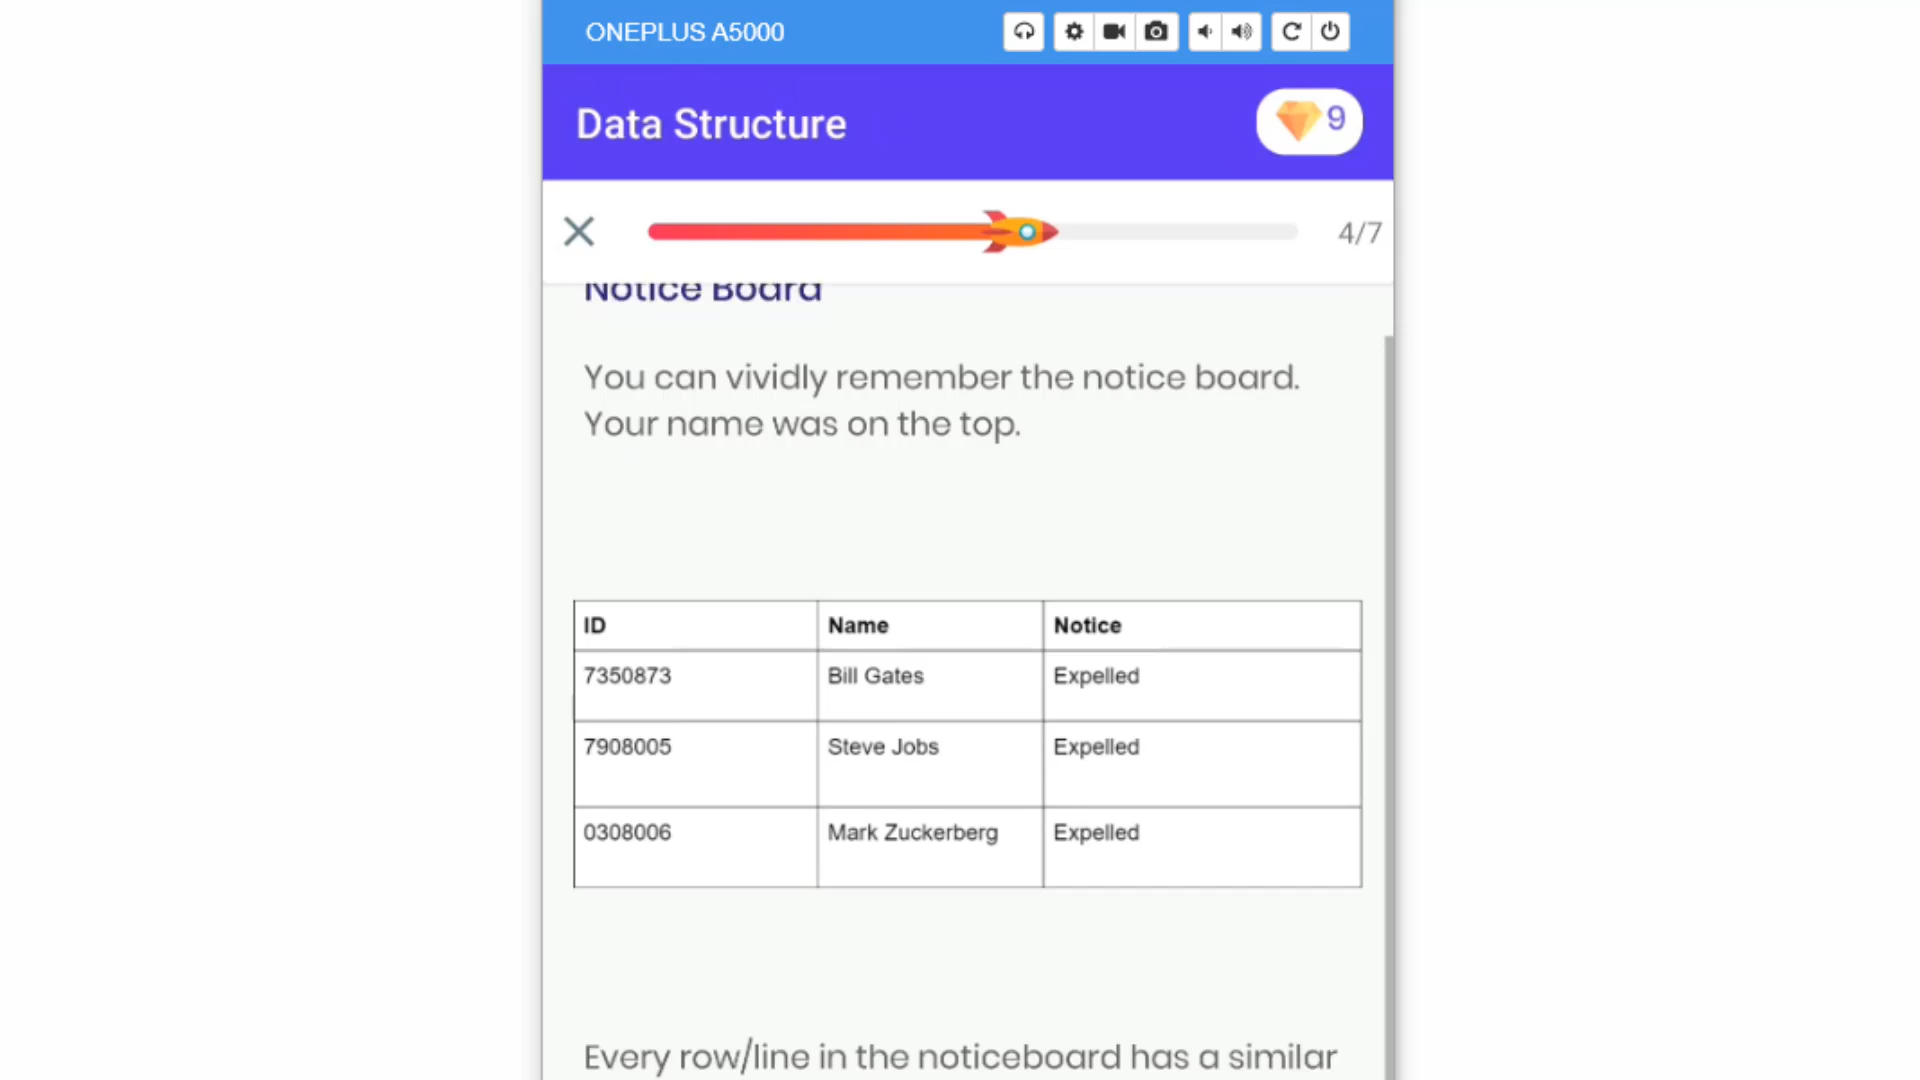 ONEPLUS A5000
Data Structure
9
4/7
Notice Board
You can vividly remember the notice board.
Your name was on the top.
ID Name Notice
7350873 Bill Gates Expelled
7908005 Steve Jobs Expelled
0308006 Mark Zuckerberg Expelled
Every row/line in the noticeboard has a similar